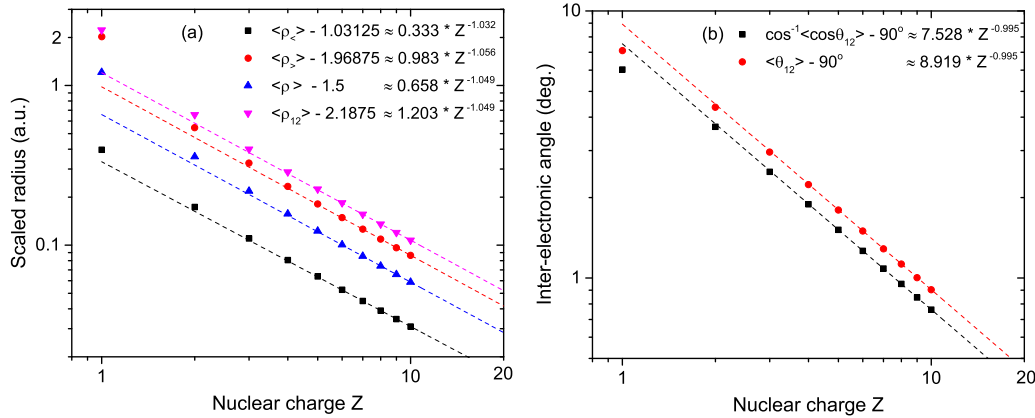 (a)
<ρ<> - 1.03125 ≈ 0.333 * Z^-1.032
<ρ>> - 1.96875 ≈ 0.983 * Z^-1.056
<ρ> - 1.5 ≈ 0.658 * Z^-1.049
<ρ12> - 2.1875 ≈ 1.203 * Z^-1.049
2
1
0.1
Scaled radius (a.u.)
1
10
20
Nuclear charge Z
(b)
cos^-1<cosθ12> - 90° ≈ 7.528 * Z^-0.995
<θ12> - 90° ≈ 8.919 * Z^-0.995
10
1
Inter-electronic angle (deg.)
1
10
20
Nuclear charge Z